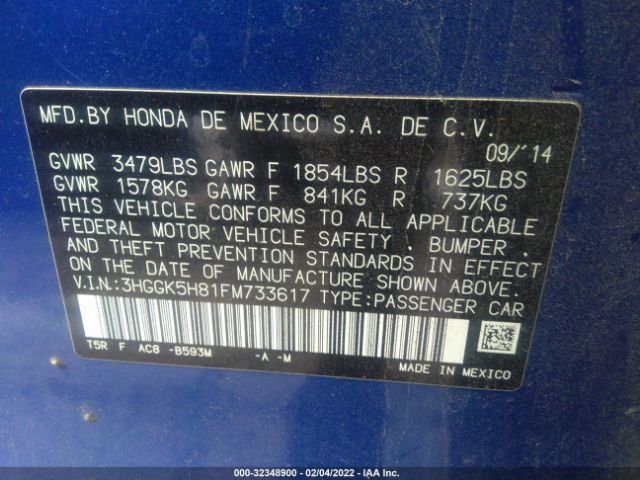 MFD.BY HONDA DE MEXICO S.A. DE C.V.
09/'14
GVWR 3479LBS GAWR F 1854LBS R 1625LBS
GVWR 1578KG GAWR F 841KG R 737KG
THIS VEHICLE CONFORMS TO ALL APPLICABLE
FEDERAL MOTOR VEHICLE SAFETY . BUMPER .
AND THEFT PREVENTION STANDARDS IN EFFECT
ON THE DATE OF MANUFACTURE SHOWN ABOVE.
V.I.N.:3HGGK5H81FM733617 TYPE:PASSENGER CAR
T5R F AC8 -B593M -A -M
MADE IN MEXICO
000-32348900 - 02/04/2022 - IAA Inc.